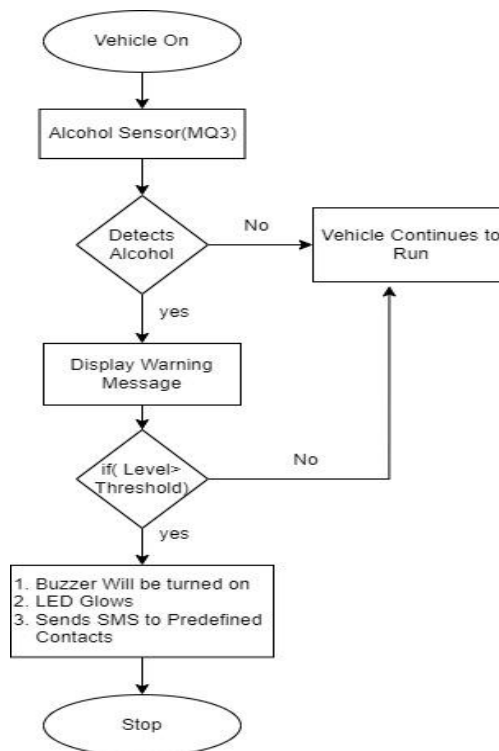 Vehicle On
Alcohol Sensor(MQ3)
Detects
Alcohol
No
Vehicle Continues to
Run
yes
Display Warning
Message
if( Level>
Threshold)
No
yes
1. Buzzer Will be turned on
2. LED Glows
3. Sends SMS to Predefined
Contacts
Stop